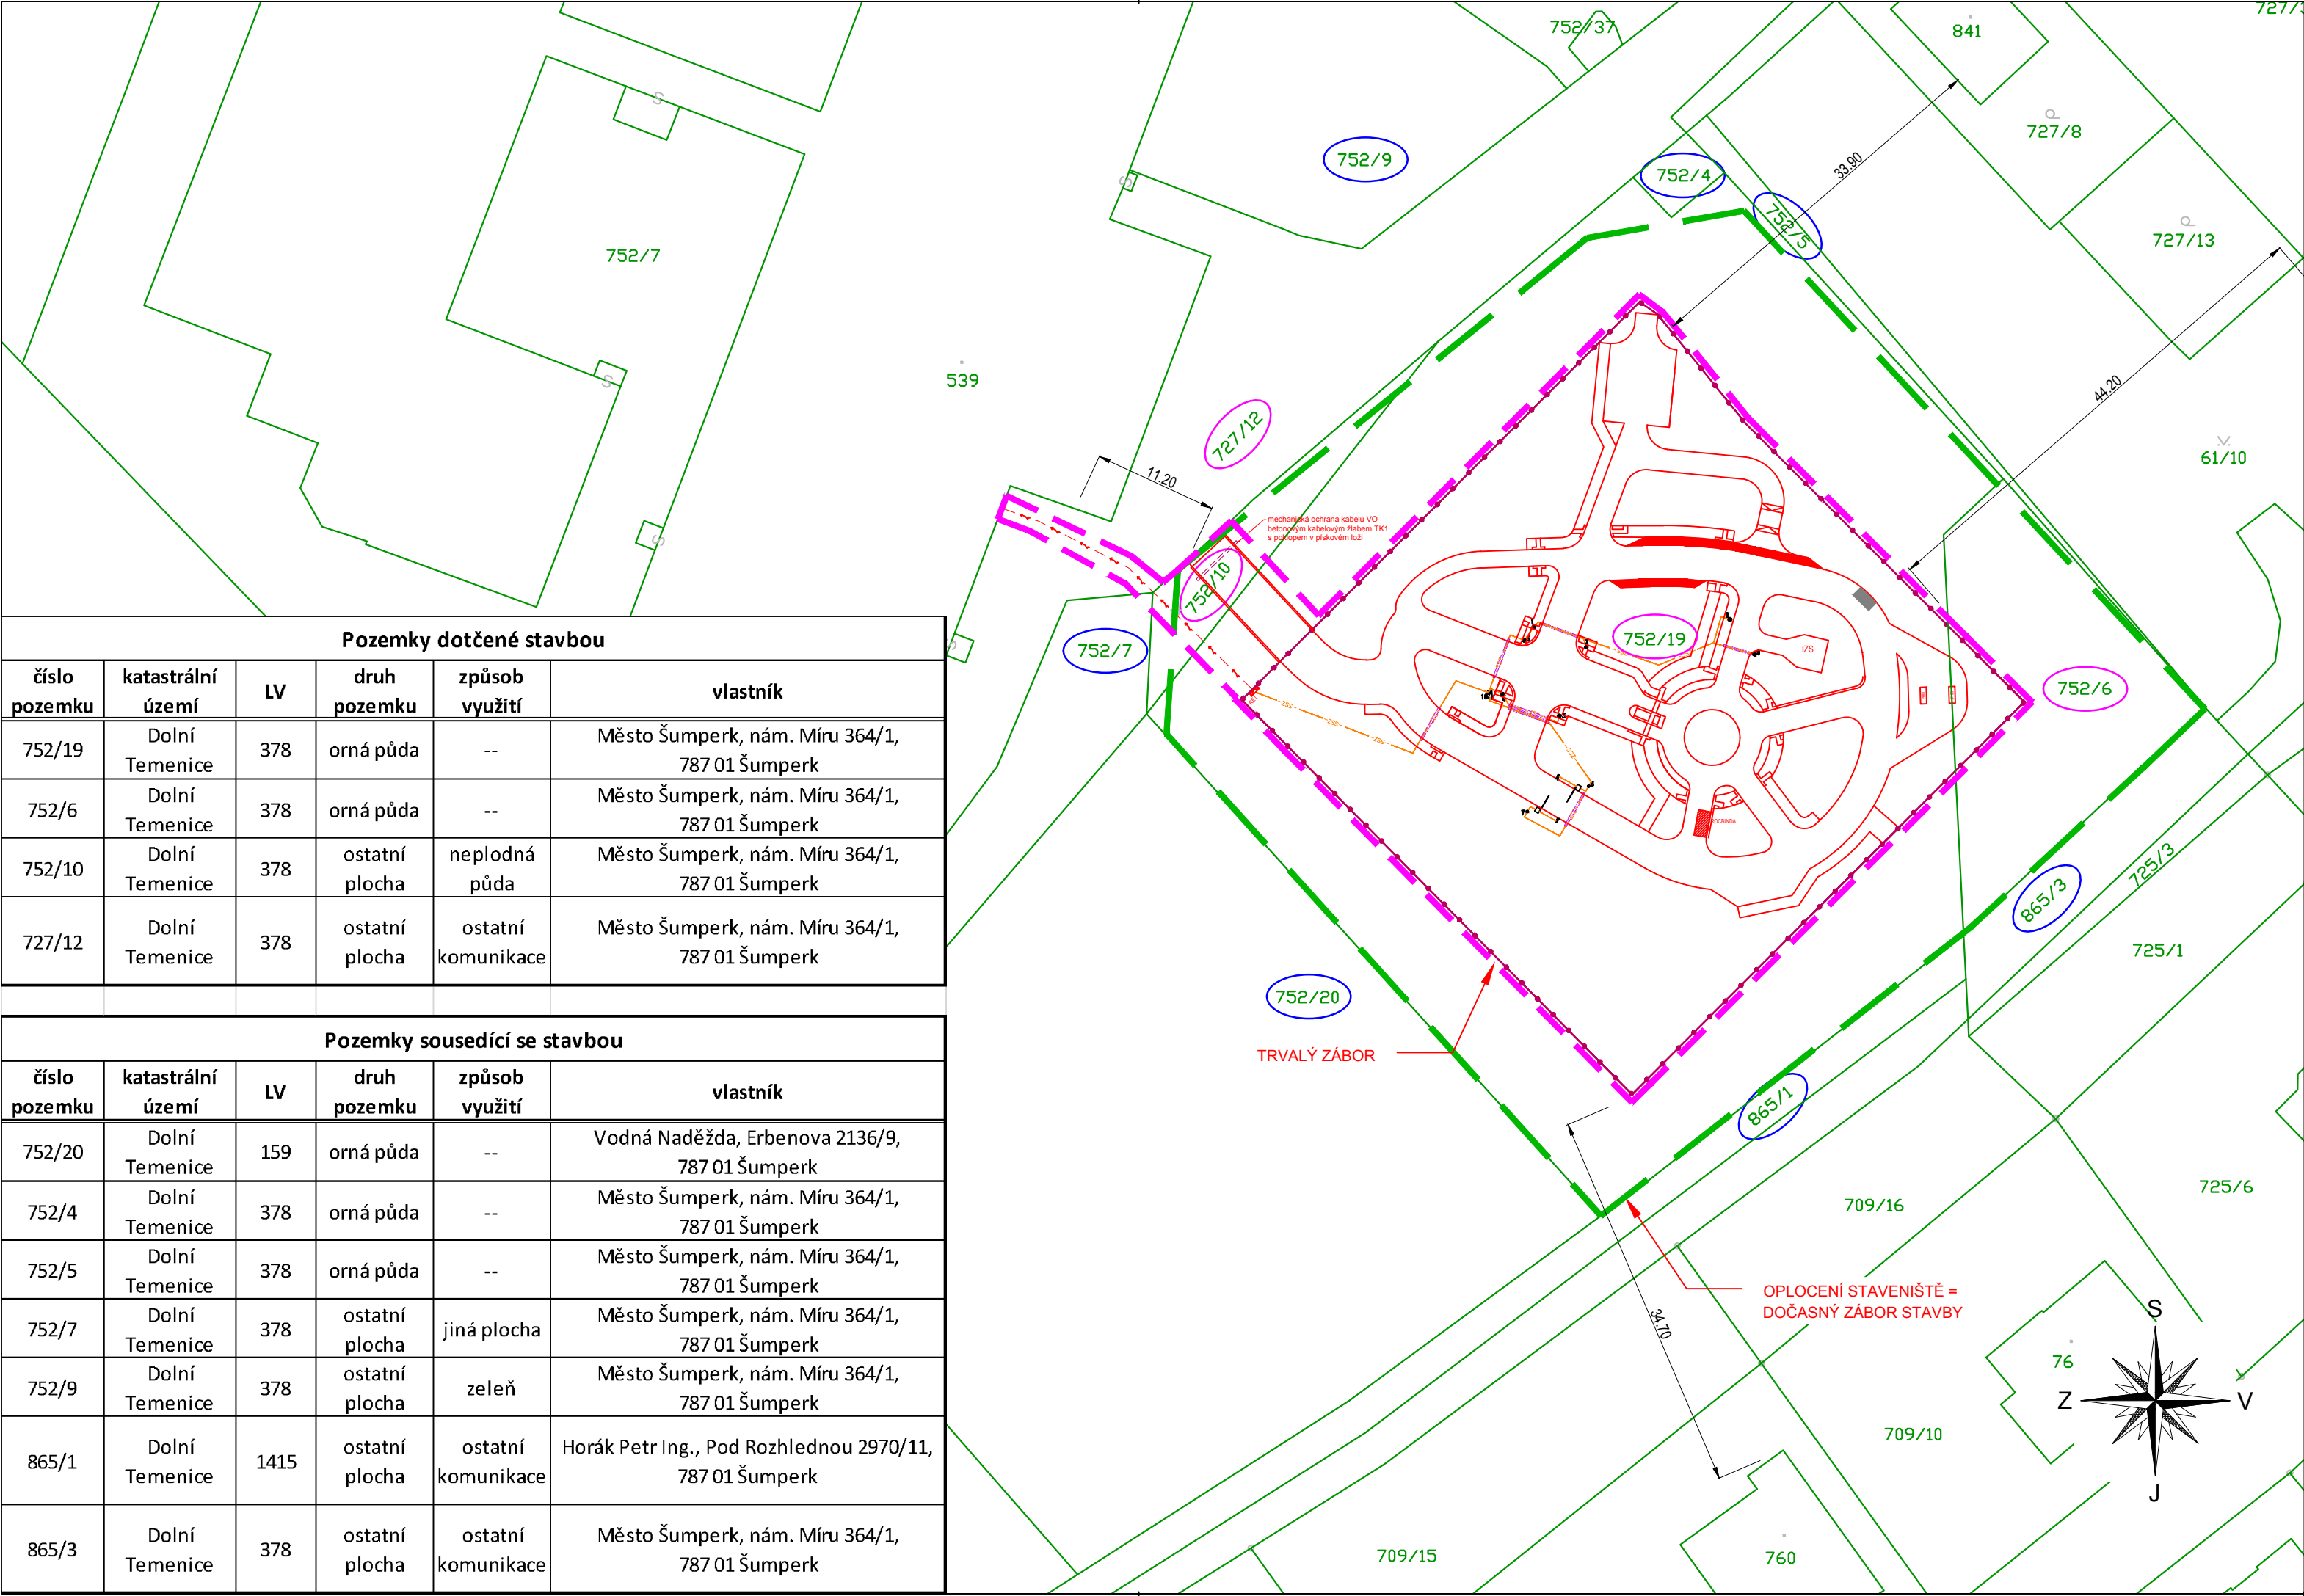 752/37
841
727/8
752/9
752/4
33.90
752/5
727/13
752/7
539
727/12
44.20
61/10
11.20
mechanická ochrana kabelu VO
betonovým kabelovým žlabem TK1
s poklopem v pískovém loži
752/10
752/7
752/19
IZS
752/6
Pozemky dotčené stavbou
číslo pozemku katastrální území LV druh pozemku způsob využití vlastník
752/19 Dolní Temenice 378 orná půda -- Město Šumperk, nám. Míru 364/1, 787 01 Šumperk
752/6 Dolní Temenice 378 orná půda -- Město Šumperk, nám. Míru 364/1, 787 01 Šumperk
752/10 Dolní Temenice 378 ostatní plocha neplodná půda Město Šumperk, nám. Míru 364/1, 787 01 Šumperk
727/12 Dolní Temenice 378 ostatní plocha ostatní komunikace Město Šumperk, nám. Míru 364/1, 787 01 Šumperk
Pozemky sousedící se stavbou
číslo pozemku katastrální území LV druh pozemku způsob využití vlastník
752/20 Dolní Temenice 159 orná půda -- Vodná Naděžda, Erbenova 2136/9, 787 01 Šumperk
752/4 Dolní Temenice 378 orná půda -- Město Šumperk, nám. Míru 364/1, 787 01 Šumperk
752/5 Dolní Temenice 378 orná půda -- Město Šumperk, nám. Míru 364/1, 787 01 Šumperk
752/7 Dolní Temenice 378 ostatní plocha jiná plocha Město Šumperk, nám. Míru 364/1, 787 01 Šumperk
752/9 Dolní Temenice 378 ostatní plocha zeleň Město Šumperk, nám. Míru 364/1, 787 01 Šumperk
865/1 Dolní Temenice 1415 ostatní plocha ostatní komunikace Horák Petr Ing., Pod Rozhlednou 2970/11, 787 01 Šumperk
865/3 Dolní Temenice 378 ostatní plocha ostatní komunikace Město Šumperk, nám. Míru 364/1, 787 01 Šumperk
725/3
865/3
725/1
752/20
TRVALÝ ZÁBOR
865/1
725/6
709/16
OPLOCENÍ STAVENIŠTĚ =
DOČASNÝ ZÁBOR STAVBY
34.70
S
76
Z
V
709/10
J
709/15
760